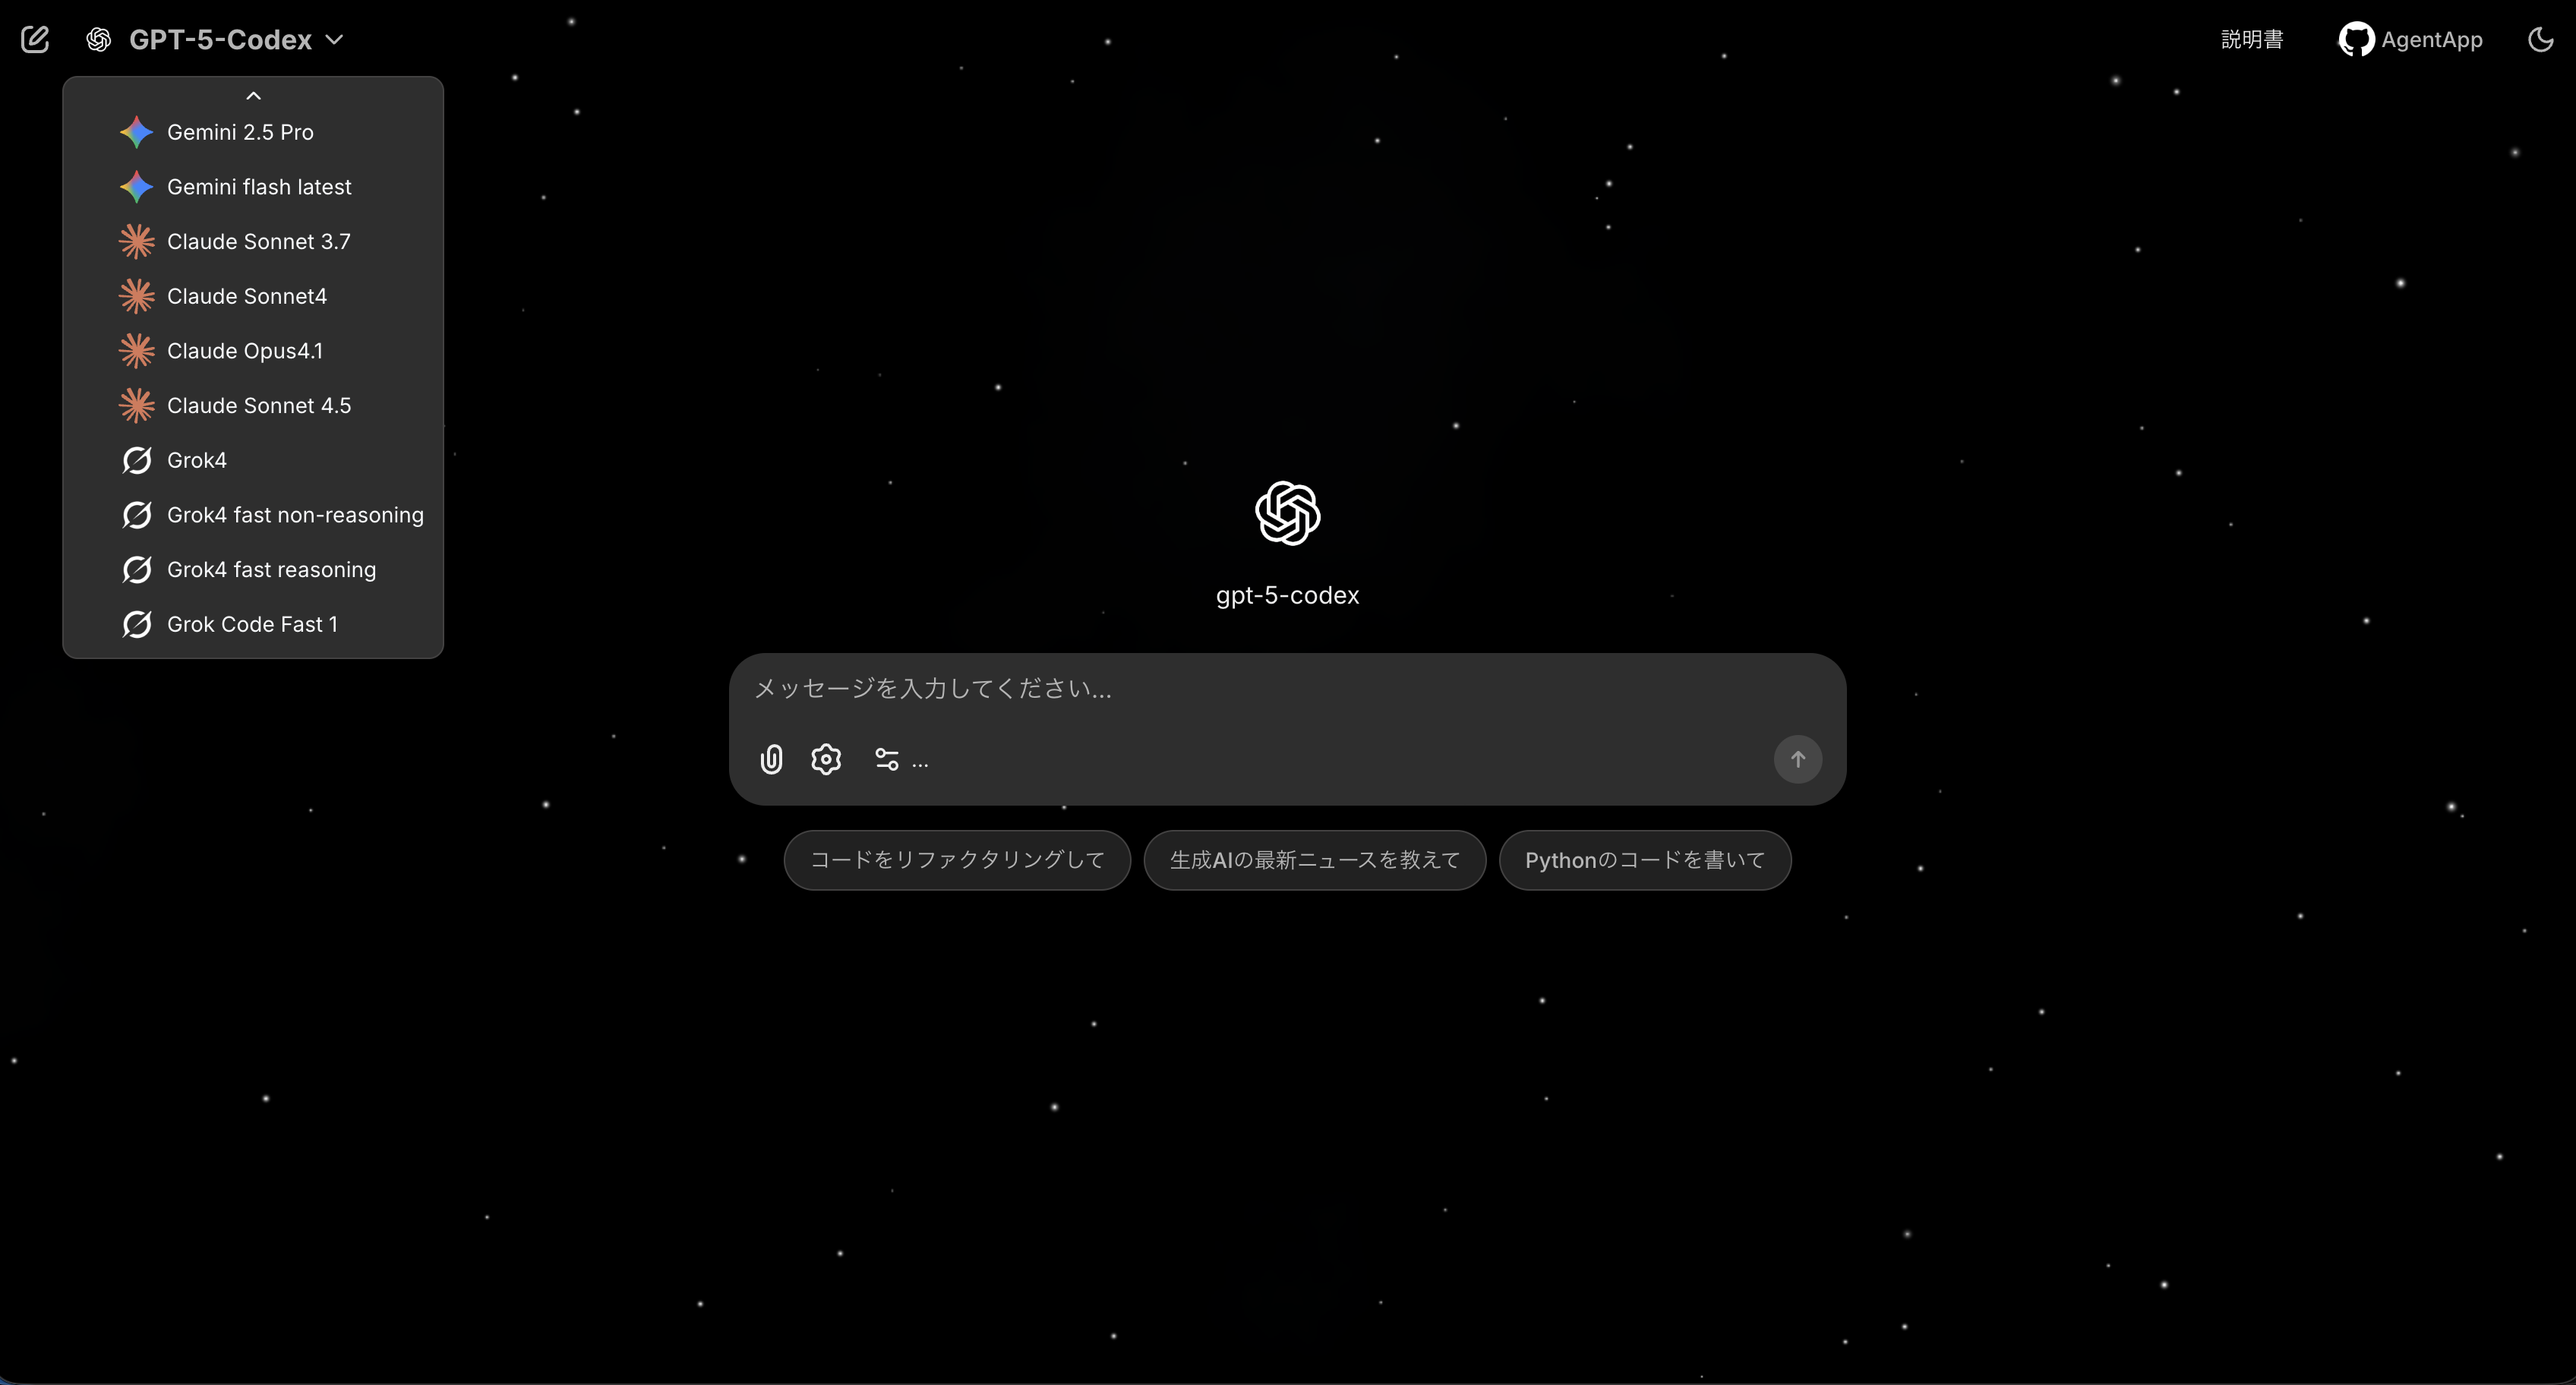 GPT-5-Codex
説明書
AgentApp
Gemini 2.5 Pro
Gemini flash latest
Claude Sonnet 3.7
Claude Sonnet4
Claude Opus4.1
Claude Sonnet 4.5
Grok4
Grok4 fast non-reasoning
Grok4 fast reasoning
Grok Code Fast 1
gpt-5-codex
メッセージを入力してください...
...
コードをリファクタリングして
生成AIの最新ニュースを教えて
Pythonのコードを書いて